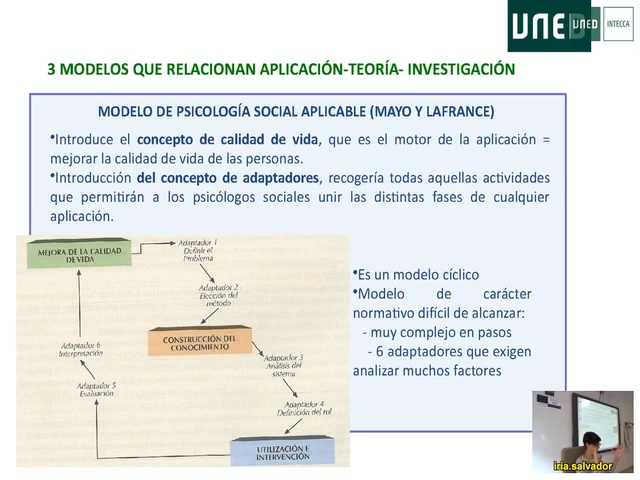 UNED UNED INTECCA
3 MODELOS QUE RELACIONAN APLICACIÓN-TEORÍA- INVESTIGACIÓN
MODELO DE PSICOLOGÍA SOCIAL APLICABLE (MAYO Y LAFRANCE)
•Introduce el concepto de calidad de vida, que es el motor de la aplicación =
mejorar la calidad de vida de las personas.
•Introducción del concepto de adaptadores, recogería todas aquellas actividades
que permitirán a los psicólogos sociales unir las distintas fases de cualquier
aplicación.
MEJORA DE LA CALIDAD
DE VIDA
Adaptador 1
Definir el
Problema
Adaptador 2
Elección del
método
CONSTRUCCIÓN DEL
CONOCIMIENTO
Adaptador 3
Análisis del
sistema
Adaptador 4
Definición del rol
UTILIZACIÓN E
INTERVENCIÓN
Adaptador 5
Evaluación
Adaptador 6
Interpretación
•Es un modelo cíclico
•Modelo de carácter
normativo difícil de alcanzar:
- muy complejo en pasos
- 6 adaptadores que exigen
analizar muchos factores
iria.salvador